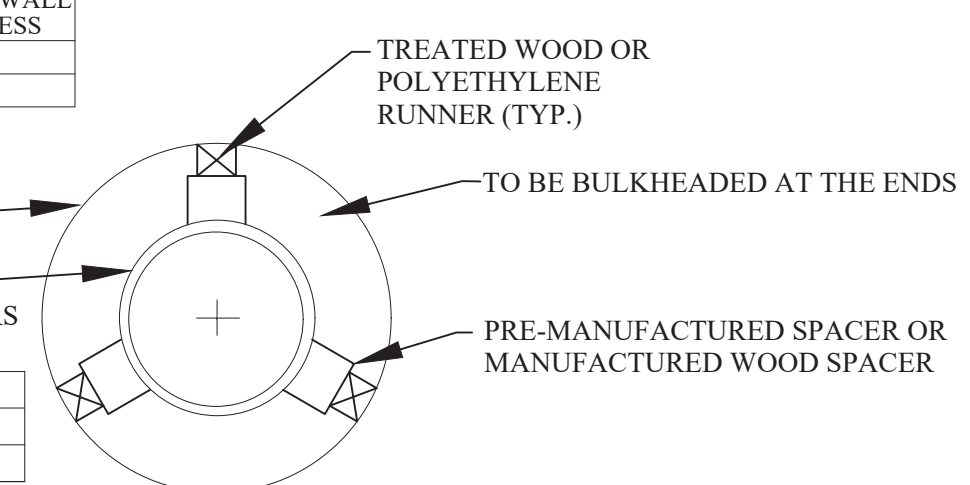 WALL
ESS
TREATED WOOD OR
POLYETHYLENE
RUNNER (TYP.)
TO BE BULKHEADED AT THE ENDS
PRE-MANUFACTURED SPACER OR
MANUFACTURED WOOD SPACER